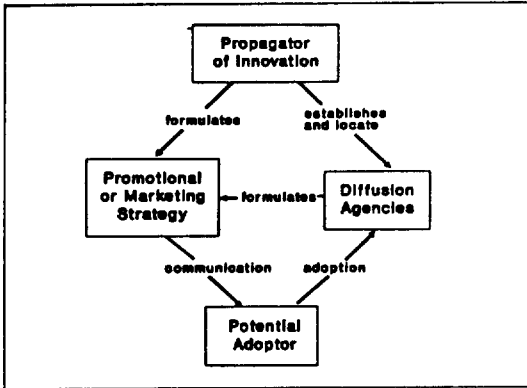 Propagator
of Innovation
formulates
establishes
and locate
Promotional
or Marketing
Strategy
formulates
Diffusion
Agencies
communication
adoption
Potential
Adoptor